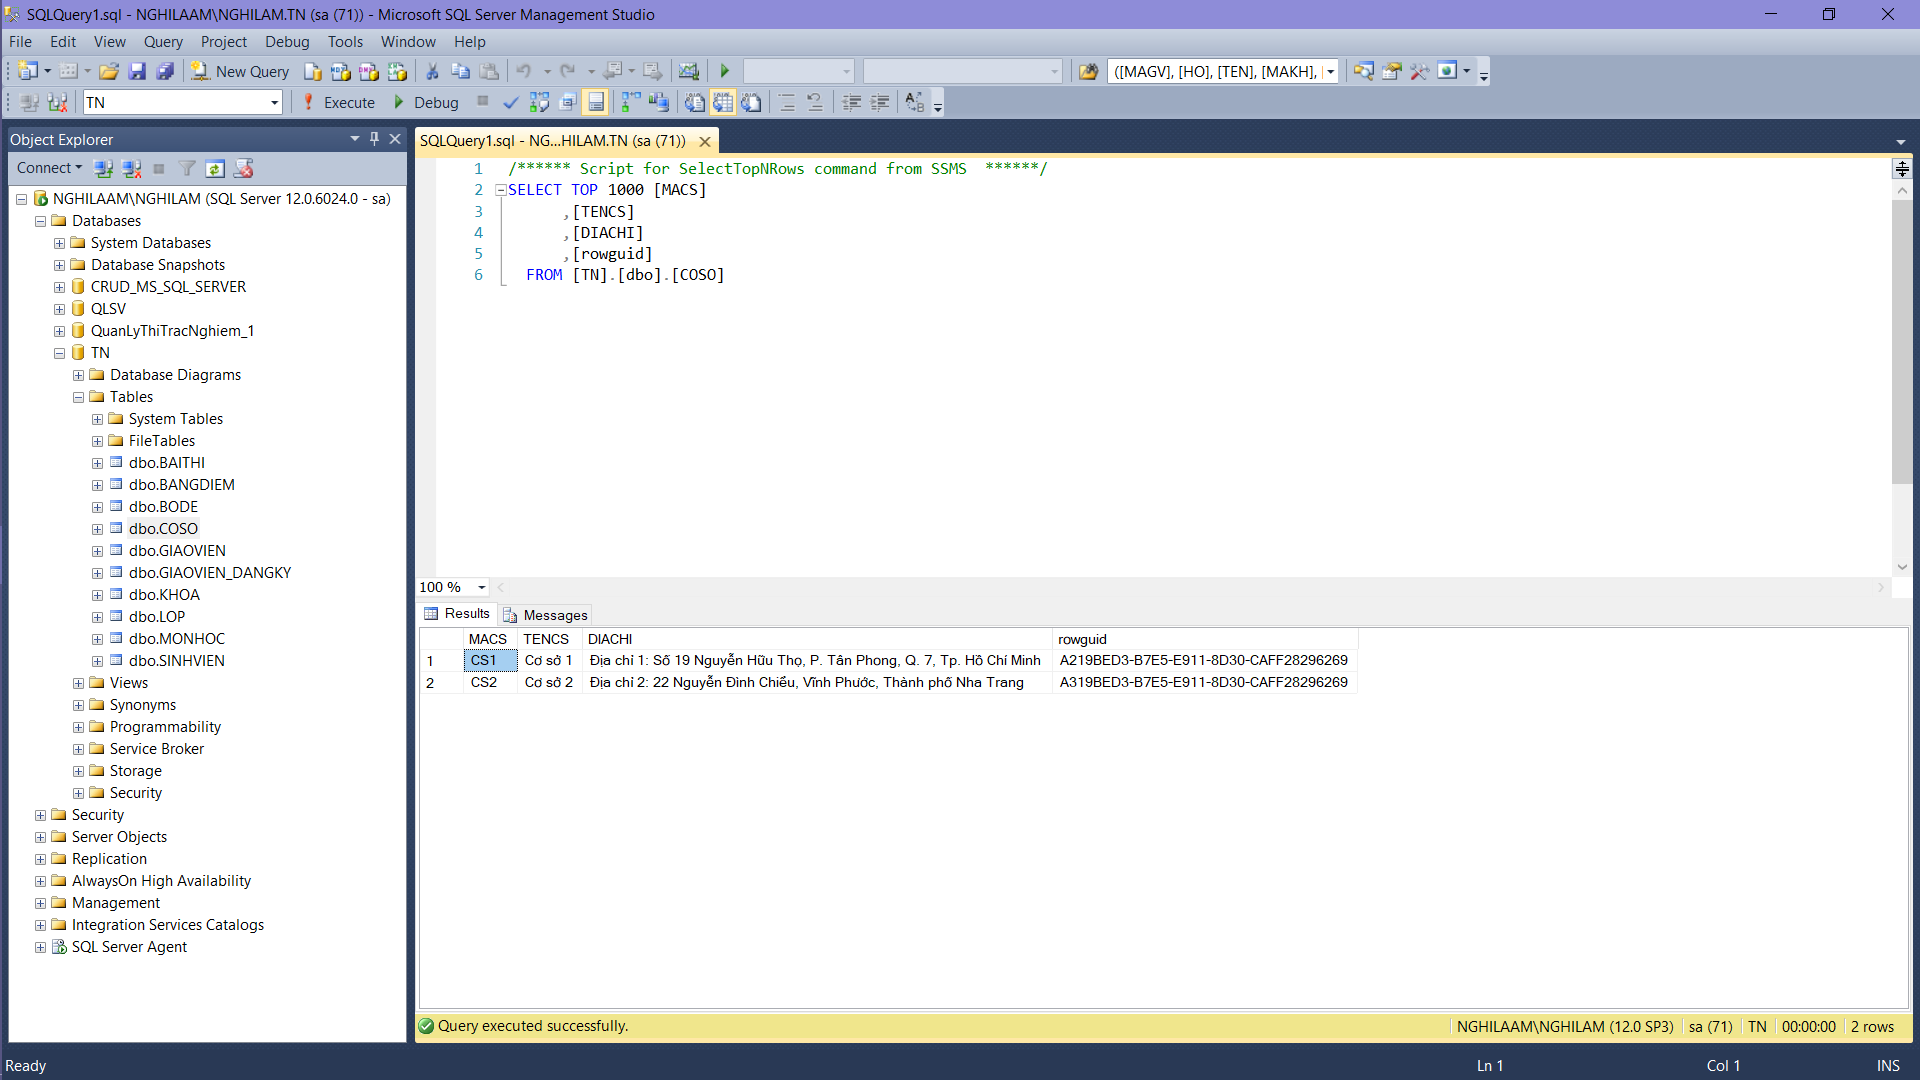 SQLQuery1.sql - NGHILAAM\NGHILAM.TN (sa (71)) - Microsoft SQL Server Management Studio
File Edit View Query Project Debug Tools Window Help
New Query ([MAGV], [HO], [TEN], [MAKH], [
TN Execute Debug
Object Explorer
Connect
NGHILAAM\NGHILAM (SQL Server 12.0.6024.0 - sa)
Databases
System Databases
Database Snapshots
CRUD_MS_SQL_SERVER
QLSV
QuanLyThiTracNghiem_1
TN
Database Diagrams
Tables
System Tables
FileTables
dbo.BAITHI
dbo.BANGDIEM
dbo.BODE
dbo.COSO
dbo.GIAOVIEN
dbo.GIAOVIEN_DANGKY
dbo.KHOA
dbo.LOP
dbo.MONHOC
dbo.SINHVIEN
Views
Synonyms
Programmability
Service Broker
Storage
Security
Security
Server Objects
Replication
AlwaysOn High Availability
Management
Integration Services Catalogs
SQL Server Agent
SQLQuery1.sql - NG...HILAM.TN (sa (71))
1 /****** Script for SelectTopNRows command from SSMS ******/
2 SELECT TOP 1000 [MACS]
3 ,[TENCS]
4 ,[DIACHI]
5 ,[rowguid]
6 FROM [TN].[dbo].[COSO]
100 %
Results Messages
MACS TENCS DIACHI rowguid
1 CS1 Cơ sở 1 Địa chỉ 1: Số 19 Nguyễn Hữu Thọ, P. Tân Phong, Q. 7, Tp. Hồ Chí Minh A219BED3-B7E5-E911-8D30-CAFF28296269
2 CS2 Cơ sở 2 Địa chỉ 2: 22 Nguyễn Đình Chiểu, Vĩnh Phước, Thành phố Nha Trang A319BED3-B7E5-E911-8D30-CAFF28296269
Query executed successfully. NGHILAAM\NGHILAM (12.0 SP3) sa (71) TN 00:00:00 2 rows
Ready Ln 1 Col 1 INS